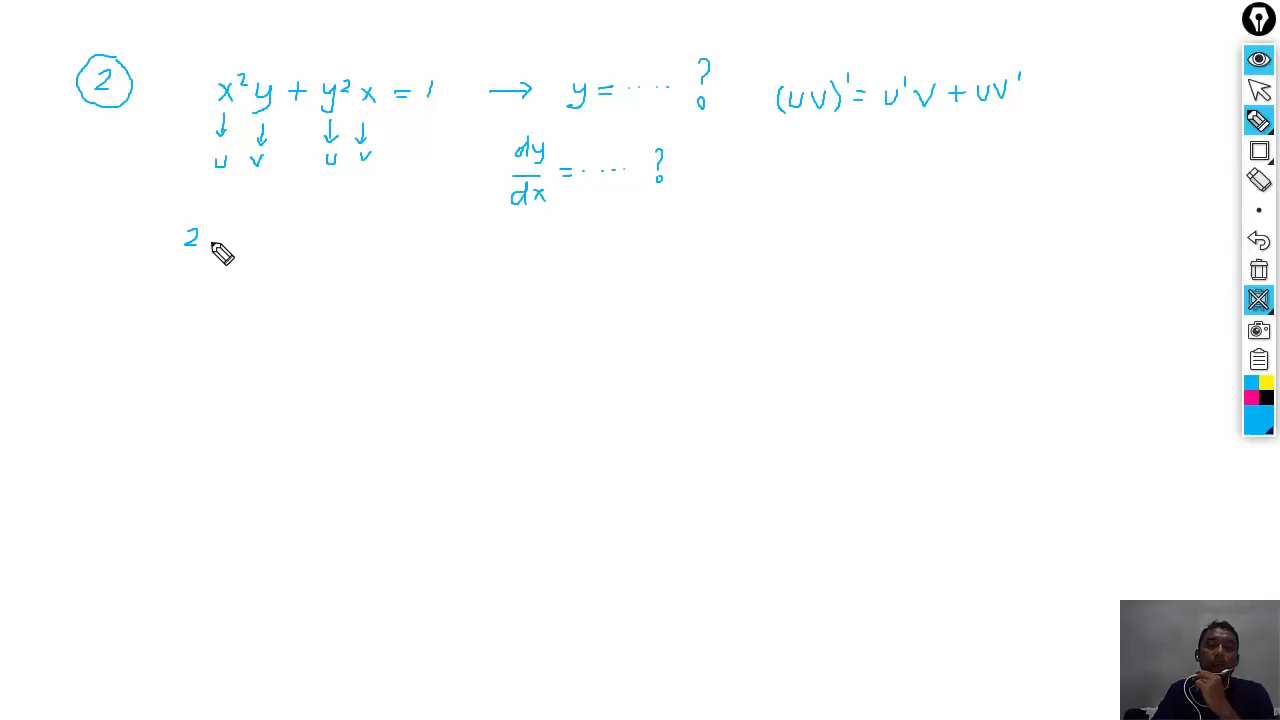 2 x²y + y²x = 1 → y = ···· ? (uv)' = u'v + uv'
↓ ↓ ↓ ↓
u v u v
dy/dx = ···· ?
2